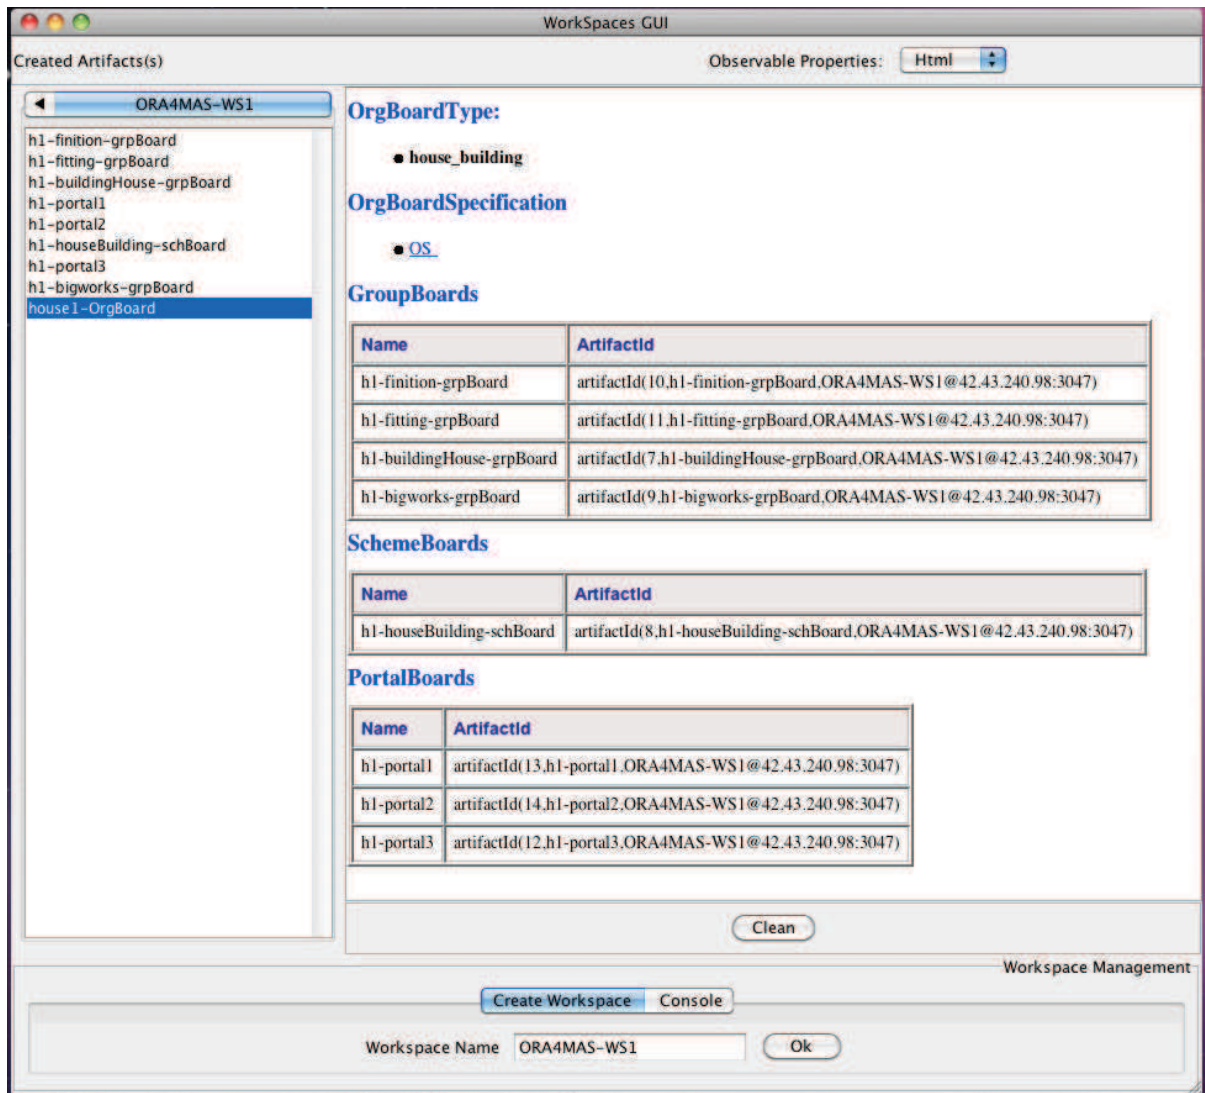 WorkSpaces GUI
Created Artifacts(s)
Observable Properties: Html
ORA4MAS-WS1
h1-finition-grpBoard
h1-fitting-grpBoard
h1-buildingHouse-grpBoard
h1-portal1
h1-portal2
h1-houseBuilding-schBoard
h1-portal3
h1-bigworks-grpBoard
house1-OrgBoard
OrgBoardType:
house_building
OrgBoardSpecification
OS
GroupBoards
Name ArtifactId
h1-finition-grpBoard artifactId(10,h1-finition-grpBoard,ORA4MAS-WS1@42.43.240.98:3047)
h1-fitting-grpBoard artifactId(11,h1-fitting-grpBoard,ORA4MAS-WS1@42.43.240.98:3047)
h1-buildingHouse-grpBoard artifactId(7,h1-buildingHouse-grpBoard,ORA4MAS-WS1@42.43.240.98:3047)
h1-bigworks-grpBoard artifactId(9,h1-bigworks-grpBoard,ORA4MAS-WS1@42.43.240.98:3047)
SchemeBoards
Name ArtifactId
h1-houseBuilding-schBoard artifactId(8,h1-houseBuilding-schBoard,ORA4MAS-WS1@42.43.240.98:3047)
PortalBoards
Name ArtifactId
h1-portal1 artifactId(13,h1-portal1,ORA4MAS-WS1@42.43.240.98:3047)
h1-portal2 artifactId(14,h1-portal2,ORA4MAS-WS1@42.43.240.98:3047)
h1-portal3 artifactId(12,h1-portal3,ORA4MAS-WS1@42.43.240.98:3047)
Clean
Workspace Management
Create Workspace Console
Workspace Name ORA4MAS-WS1 Ok